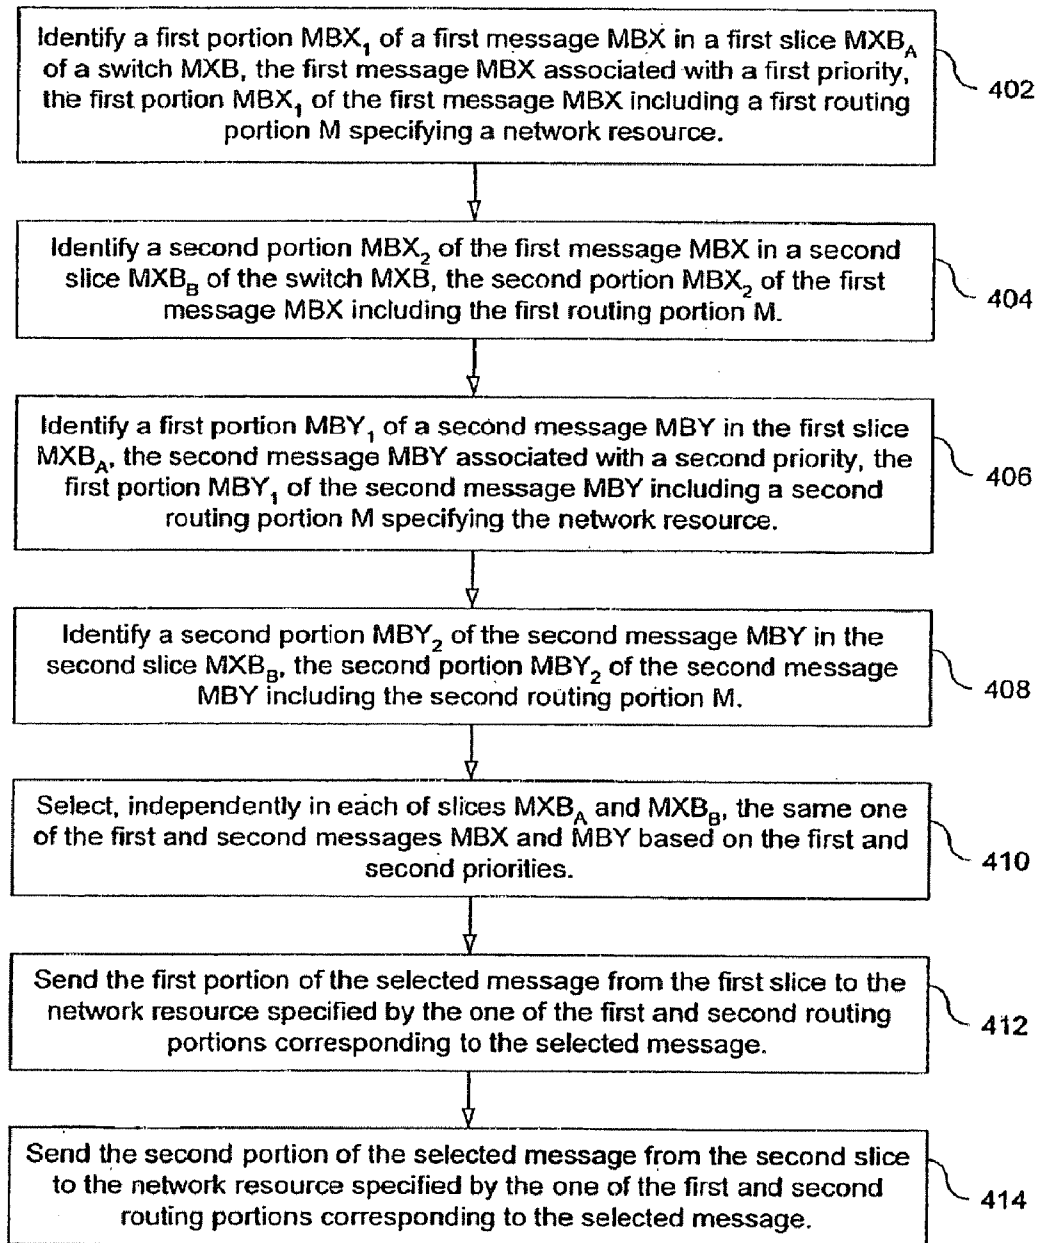 Identify a first portion MBX₁ of a first message MBX in a first slice MXB_A
of a switch MXB, the first message MBX associated with a first priority,
the first portion MBX₁ of the first message MBX including a first routing
portion M specifying a network resource.
402
Identify a second portion MBX₂ of the first message MBX in a second
slice MXB_B of the switch MXB, the second portion MBX₂ of the first
message MBX including the first routing portion M.
404
Identify a first portion MBY₁ of a second message MBY in the first slice
MXB_A, the second message MBY associated with a second priority, the
first portion MBY₁ of the second message MBY including a second
routing portion M specifying the network resource.
406
Identify a second portion MBY₂ of the second message MBY in the
second slice MXB_B, the second portion MBY₂ of the second message
MBY including the second routing portion M.
408
Select, independently in each of slices MXB_A and MXB_B, the same one
of the first and second messages MBX and MBY based on the first and
second priorities.
410
Send the first portion of the selected message from the first slice to the
network resource specified by the one of the first and second routing
portions corresponding to the selected message.
412
Send the second portion of the selected message from the second slice
to the network resource specified by the one of the first and second
routing portions corresponding to the selected message.
414